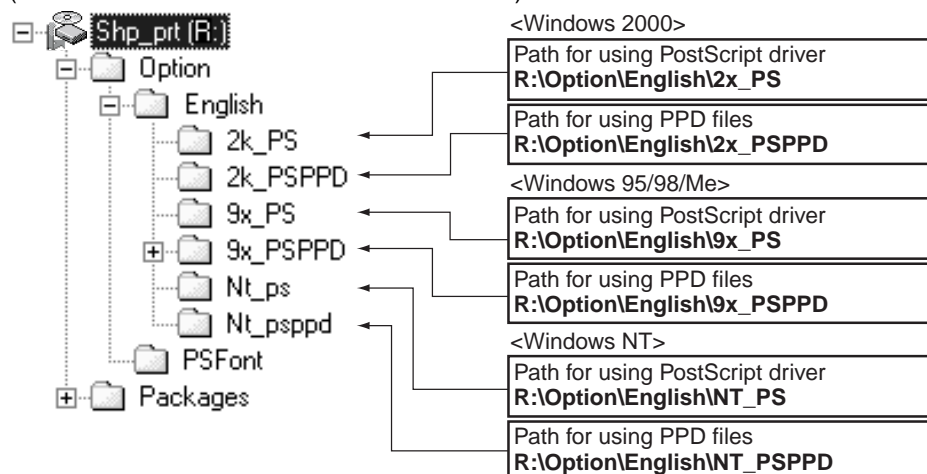 Shp_prt (R:)
Option
English
2k_PS
2k_PSPPD
9x_PS
9x_PSPPD
Nt_ps
Nt_psppd
PSFont
Packages
<Windows 2000>
Path for using PostScript driver
R:\Option\English\2x_PS
Path for using PPD files
R:\Option\English\2x_PSPPD
<Windows 95/98/Me>
Path for using PostScript driver
R:\Option\English\9x_PS
Path for using PPD files
R:\Option\English\9x_PSPPD
<Windows NT>
Path for using PostScript driver
R:\Option\English\NT_PS
Path for using PPD files
R:\Option\English\NT_PSPPD